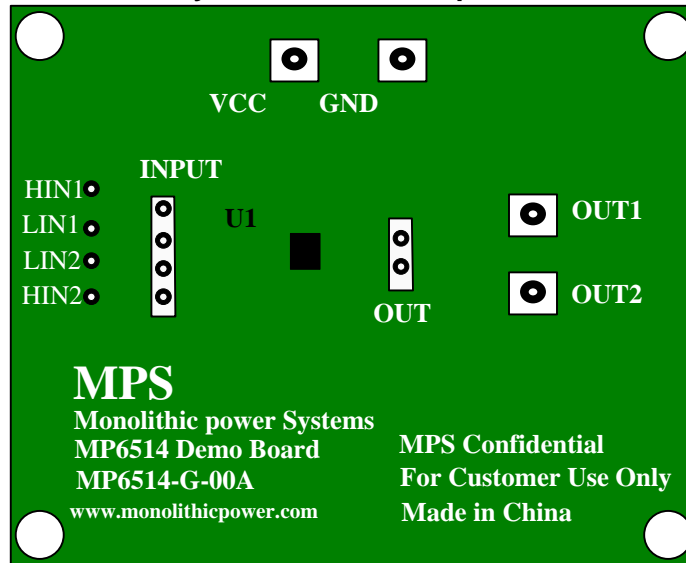 VCC GND
INPUT
HIN1
LIN1
LIN2
HIN2
U1
OUT
OUT1
OUT2
MPS
Monolithic power Systems
MP6514 Demo Board
MP6514-G-00A
www.monolithicpower.com
MPS Confidential
For Customer Use Only
Made in China